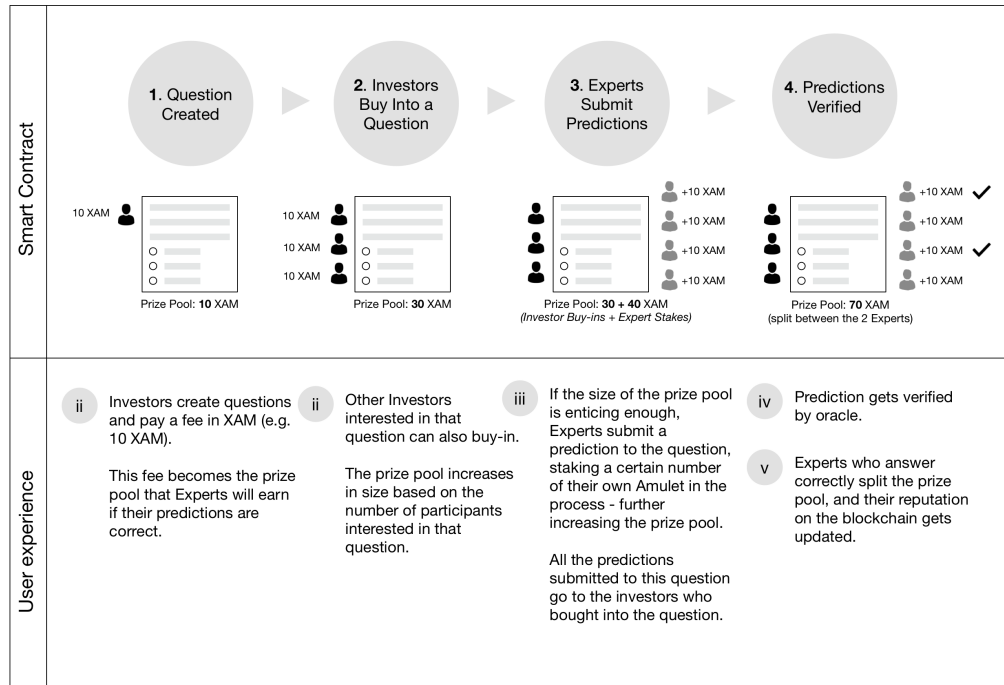 Smart Contract
1. Question
Created
2. Investors
Buy Into a
Question
3. Experts
Submit
Predictions
4. Predictions
Verified
10 XAM
Prize Pool: 10 XAM
10 XAM
10 XAM
10 XAM
Prize Pool: 30 XAM
+10 XAM
+10 XAM
+10 XAM
+10 XAM
Prize Pool: 30 + 40 XAM
(Investor Buy-ins + Expert Stakes)
+10 XAM
+10 XAM
+10 XAM
+10 XAM
Prize Pool: 70 XAM
(split between the 2 Experts)
User experience
ii
Investors create questions
and pay a fee in XAM (e.g.
10 XAM).
This fee becomes the prize
pool that Experts will earn
if their predictions are
correct.
ii
Other Investors
interested in that
question can also buy-in.
The prize pool increases
in size based on the
number of participants
interested in that
question.
iii
If the size of the prize pool
is enticing enough,
Experts submit a
prediction to the question,
staking a certain number
of their own Amulet in the
process - further
increasing the prize pool.
All the predictions
submitted to this question
go to the investors who
bought into the question.
iv
Prediction gets verified
by oracle.
v
Experts who answer
correctly split the prize
pool, and their reputation
on the blockchain gets
updated.